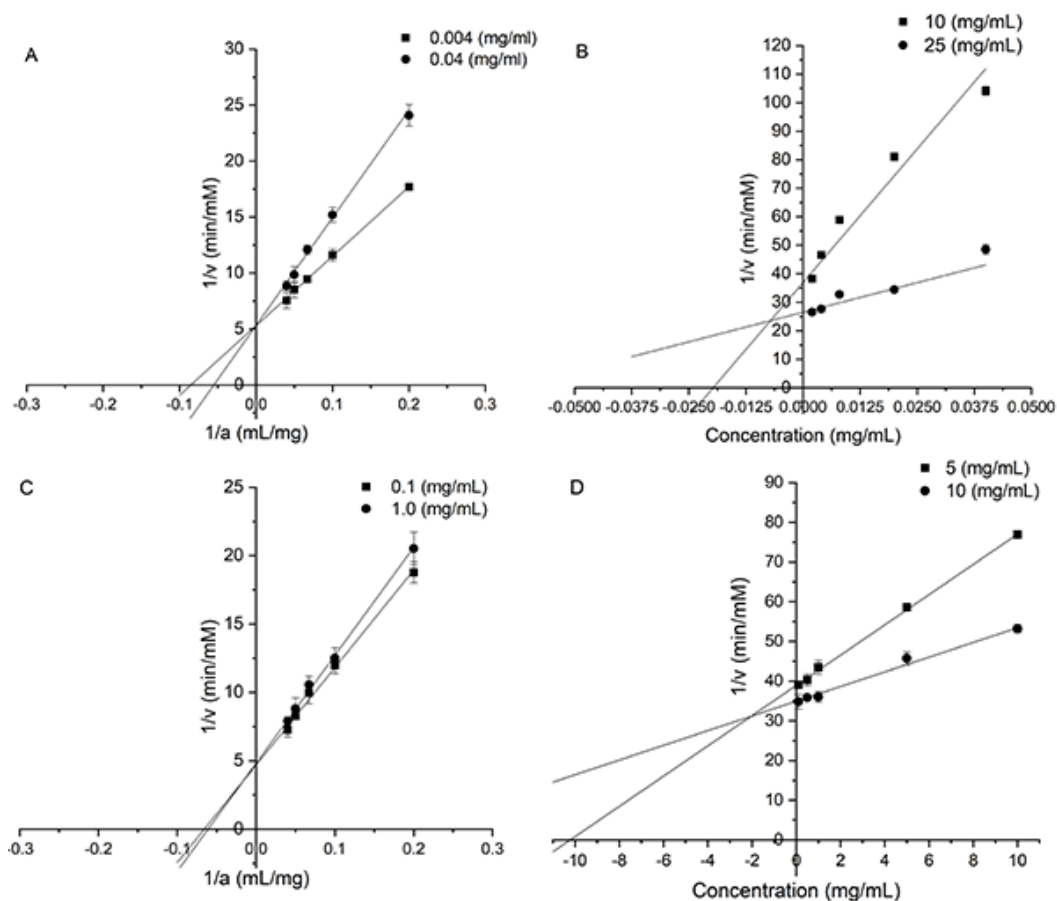 A
0.004 (mg/ml)
0.04 (mg/ml)
30
25
20
15
10
5
0
-0.3 -0.2 -0.1 0.0 0.1 0.2 0.3
1/v (min/mM)
1/a (mL/mg)
B
10 (mg/mL)
25 (mg/mL)
120
110
100
90
80
70
60
50
40
30
20
10
0
-0.0500 -0.0375 -0.0250 -0.0125 0.0000 0.0125 0.0250 0.0375 0.0500
1/v (min/mM)
Concentration (mg/mL)
C
0.1 (mg/mL)
1.0 (mg/mL)
25
20
15
10
5
0
-0.3 -0.2 -0.1 0.0 0.1 0.2 0.3
1/v (min/mM)
1/a (mL/mg)
D
5 (mg/mL)
10 (mg/mL)
90
80
70
60
50
40
30
20
10
0
-10 -8 -6 -4 -2 0 2 4 6 8 10
1/v (min/mM)
Concentration (mg/mL)